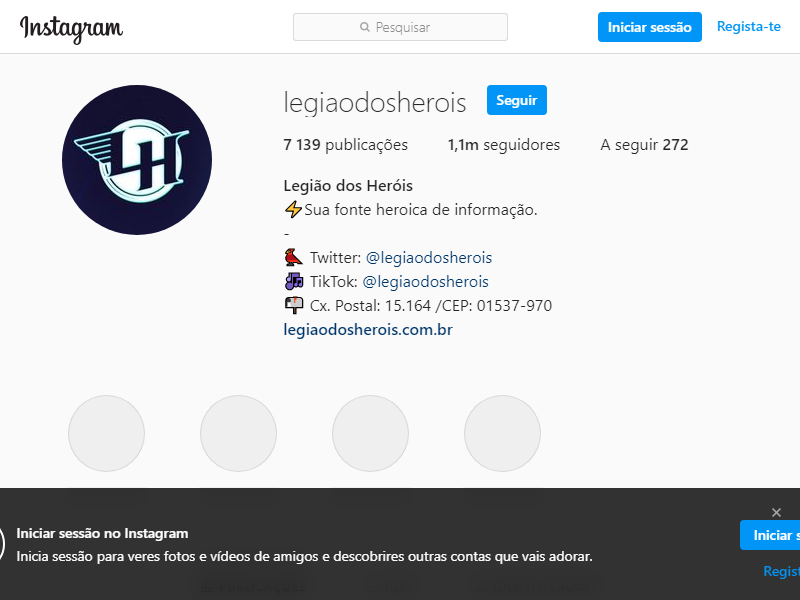 Instagram
Pesquisar
Iniciar sessão
Regista-te
LH
legiaodosherois
Seguir
7 139 publicações
1,1m seguidores
A seguir 272
Legião dos Heróis
⚡Sua fonte heroica de informação.
-
Twitter: @legiaodosherois
TikTok: @legiaodosherois
Cx. Postal: 15.164 /CEP: 01537-970
legiaodosherois.com.br
Iniciar sessão no Instagram
Inicia sessão para veres fotos e vídeos de amigos e descobrires outras contas que vais adorar.
Iniciar s
Regist